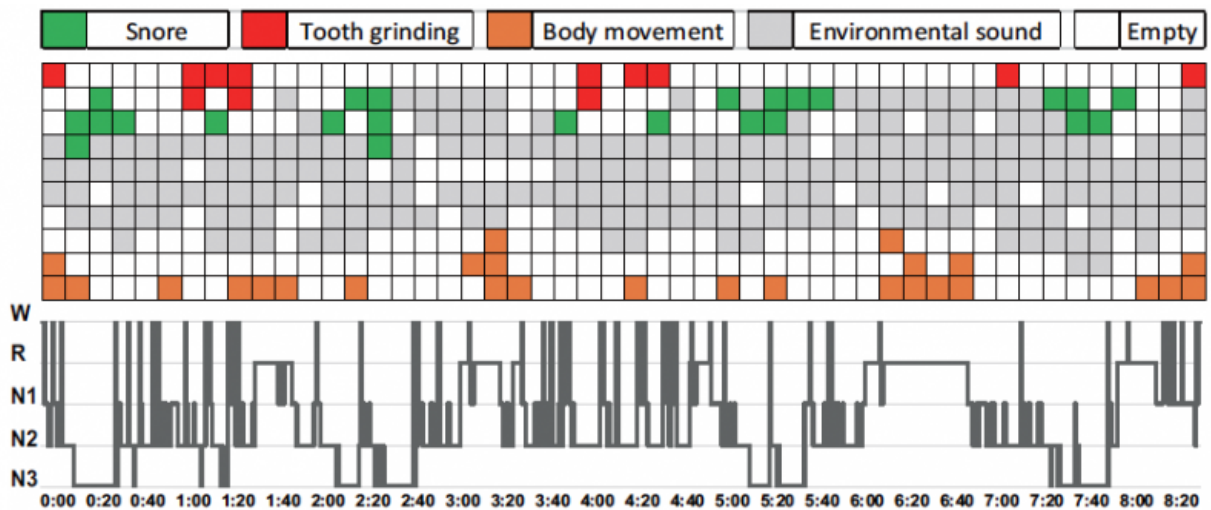 Snore Tooth grinding Body movement Environmental sound Empty
W
R
N1
N2
N3
0:00 0:20 0:40 1:00 1:20 1:40 2:00 2:20 2:40 3:00 3:20 3:40 4:00 4:20 4:40 5:00 5:20 5:40 6:00 6:20 6:40 7:00 7:20 7:40 8:00 8:20